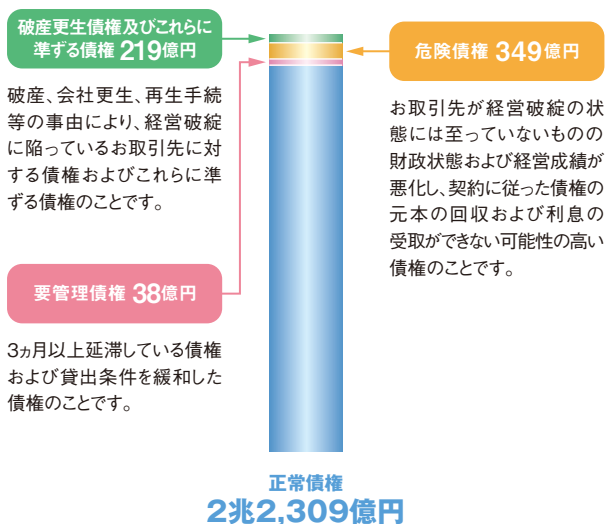 破産更生債権及びこれらに
準ずる債権 219億円
破産、会社更生、再生手続
等の事由により、経営破綻
に陥っているお取引先に対
する債権およびこれらに準
ずる債権のことです。
危険債権 349億円
お取引先が経営破綻の状
態には至っていないものの
財政状態および経営成績が
悪化し、契約に従った債権の
元本の回収および利息の
受取ができない可能性の高い
債権のことです。
要管理債権 38億円
3ヵ月以上延滞している債権
および貸出条件を緩和した
債権のことです。
正常債権
2兆2,309億円